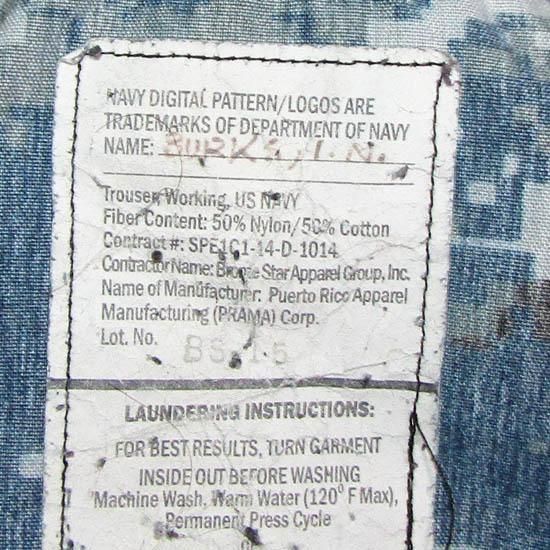 NAVY DIGITAL PATTERN/LOGOS ARE
TRADEMARKS OF DEPARTMENT OF NAVY
NAME: BURKS, I. N.
Trouser, Working, US NAVY
Fiber Content: 50% Nylon/50% Cotton
Contract #: SPE1C1-14-D-1014
Contractor Name: Bronze Star Apparel Group, Inc.
Name of Manufacturer: Puerto Rico Apparel
Manufacturing (PRAMA) Corp.
Lot. No.
LAUNDERING INSTRUCTIONS:
FOR BEST RESULTS, TURN GARMENT
INSIDE OUT BEFORE WASHING
Machine Wash, Warm Water (120⁰ F Max),
Permanent Press Cycle